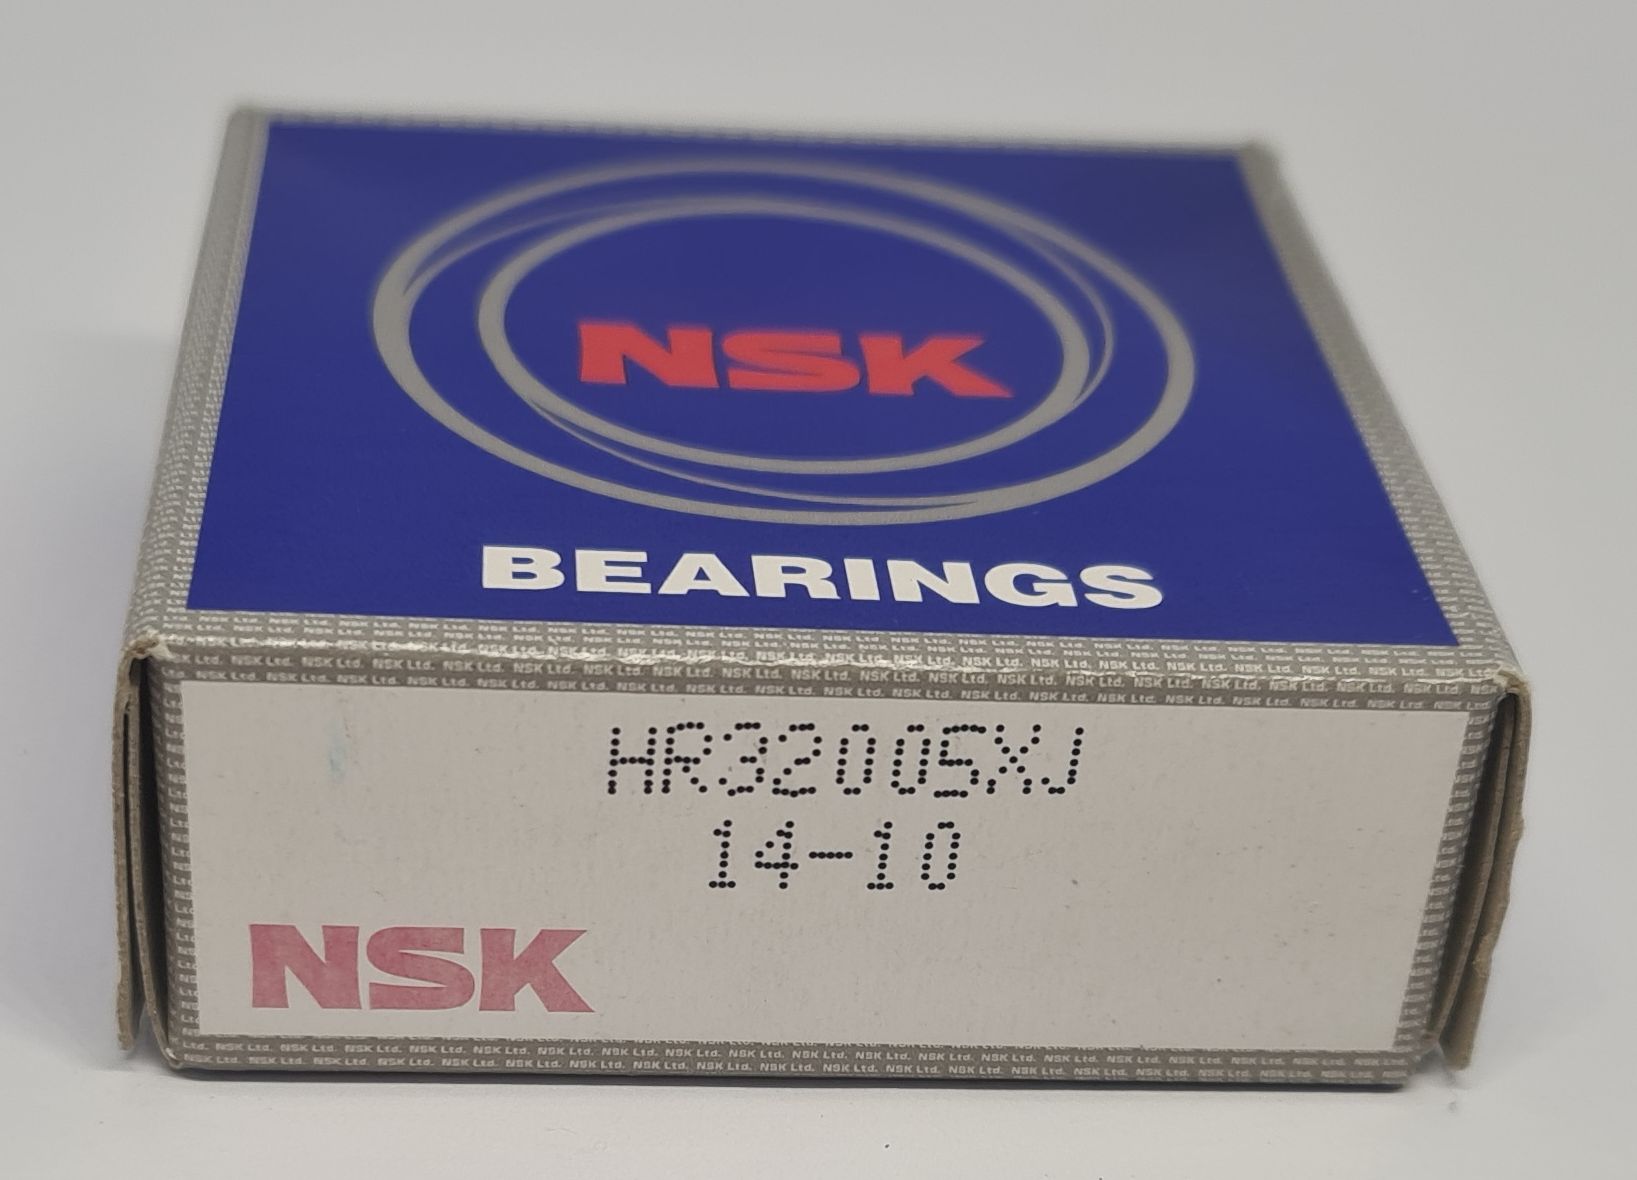 NSK
BEARINGS
HR32005XJ
14-10
NSK